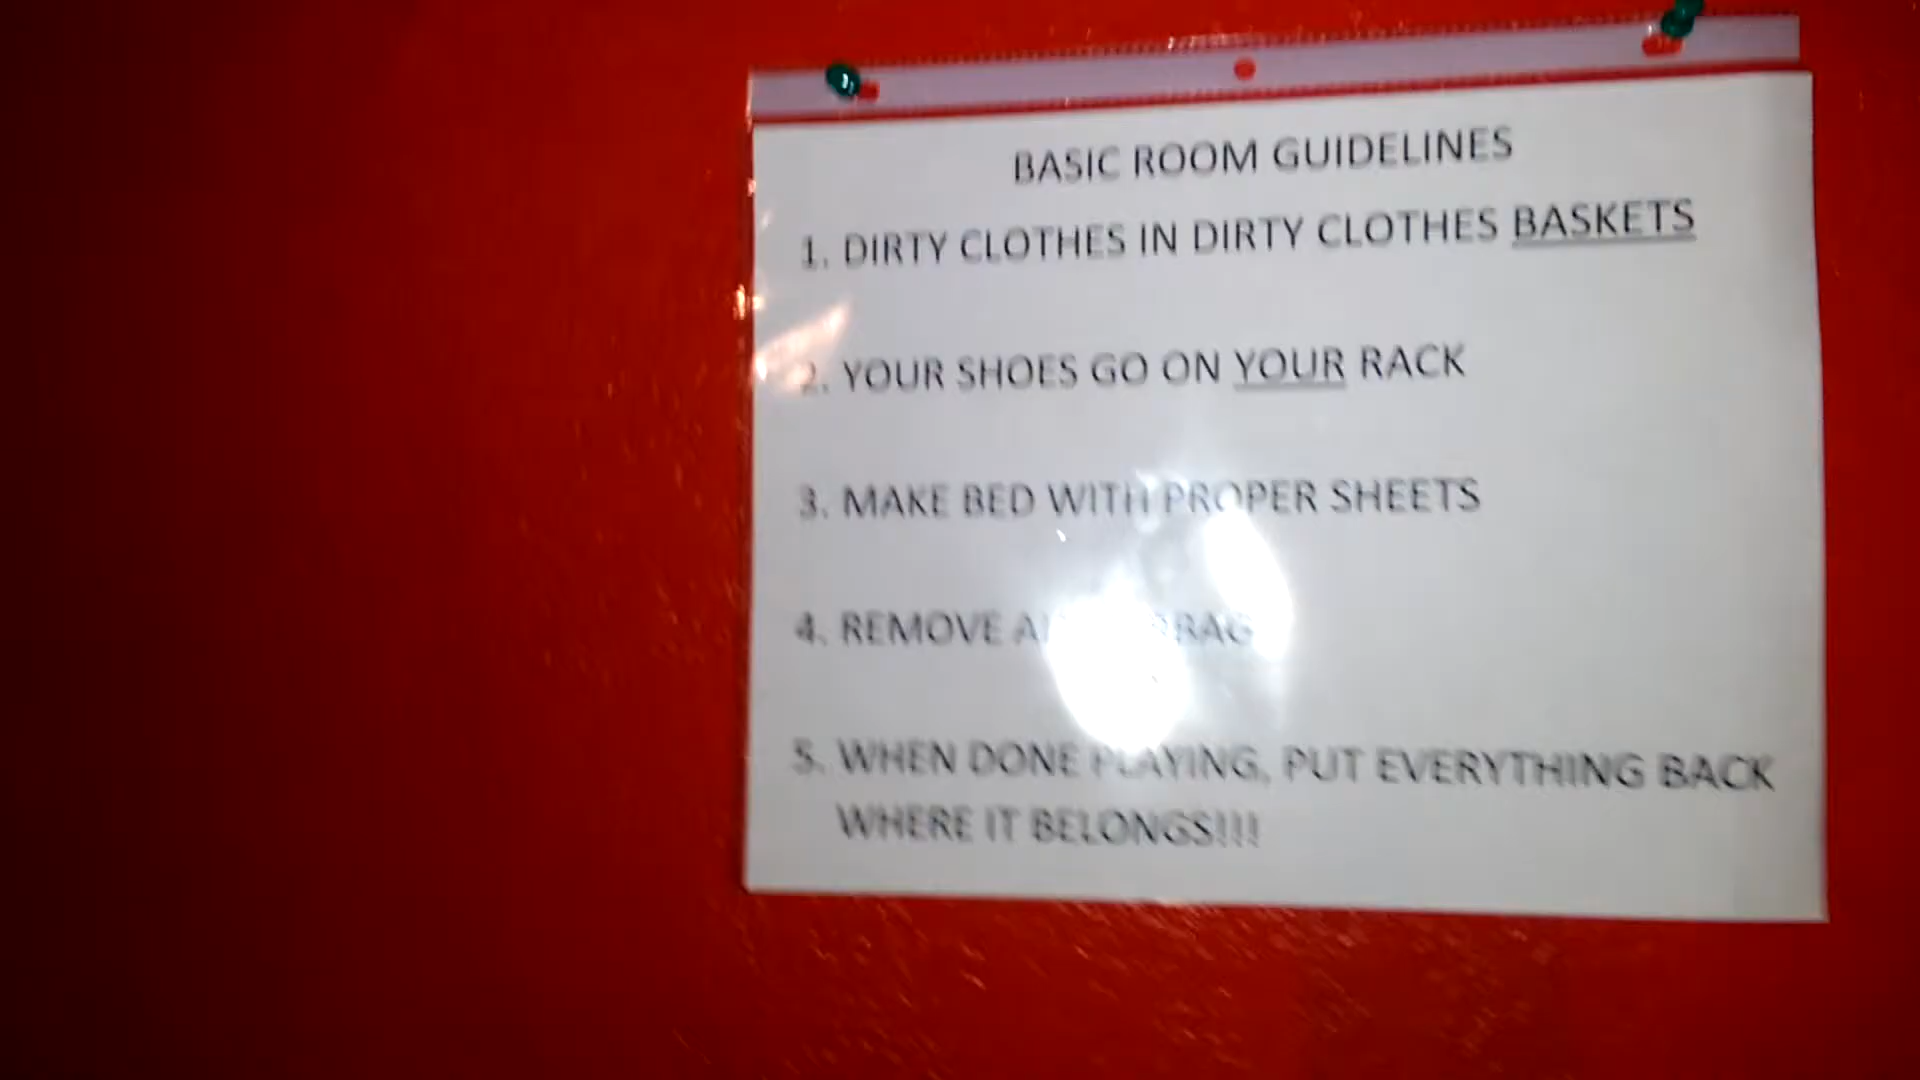 BASIC ROOM GUIDELINES
1. DIRTY CLOTHES IN DIRTY CLOTHES BASKETS
2. YOUR SHOES GO ON YOUR RACK
3. MAKE BED WITH PROPER SHEETS
4. REMOVE
5. WHEN DONE PLAYING, PUT EVERYTHING BACK
WHERE IT BELONGS!!!